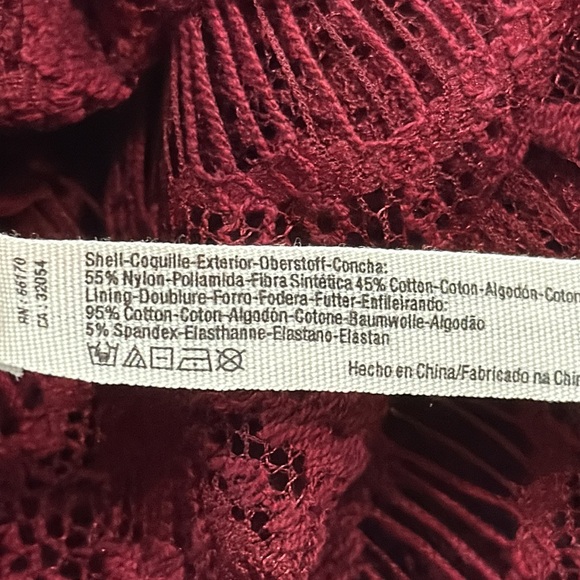 RN: 66170
CA: 32054
Shell-Coquille-Exterior-Oberstoff-Concha:
55% Nylon-Poliamida-Fibra Sintética 45% Cotton-Coton-Algodón-Coton
Lining-Doublure-Forro-Fodera-Futter-Enfileirando:
95% Cotton-Coton-Algodón-Cotone-Baumwolle-Algodão
5% Spandex-Elasthanne-Elastano-Elastan
Hecho en China/Fabricado na Chin